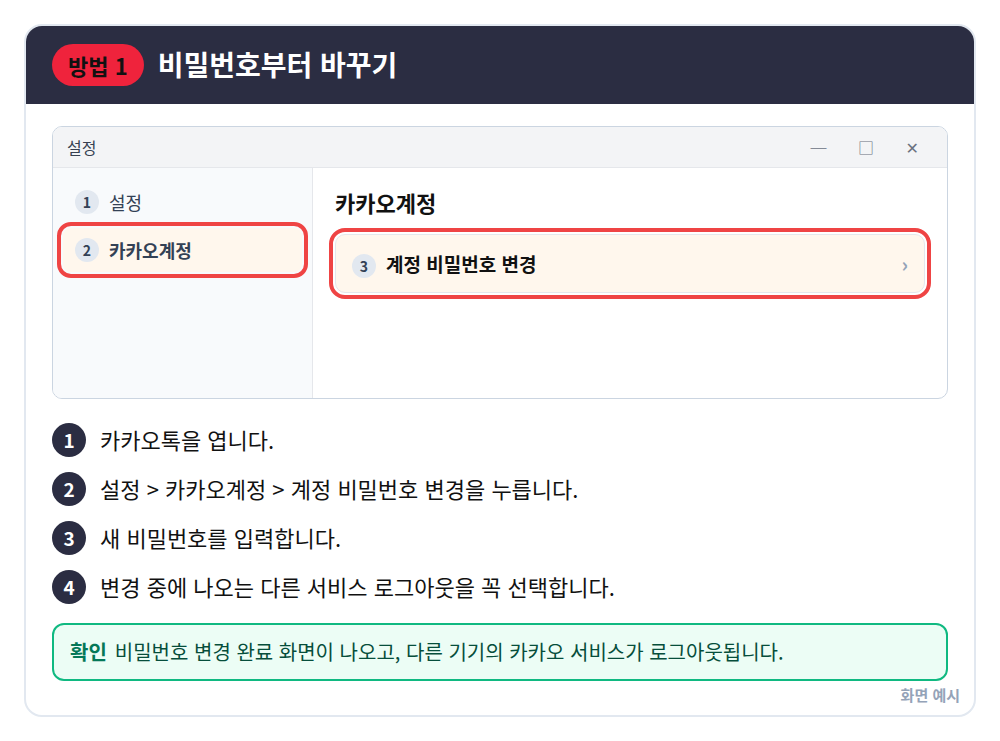 방법 1 비밀번호부터 바꾸기
설정 — □ ✕
1 설정
2 카카오계정
카카오계정
3 계정 비밀번호 변경 ›
1 카카오톡을 엽니다.
2 설정 > 카카오계정 > 계정 비밀번호 변경을 누릅니다.
3 새 비밀번호를 입력합니다.
4 변경 중에 나오는 다른 서비스 로그아웃을 꼭 선택합니다.
확인 비밀번호 변경 완료 화면이 나오고, 다른 기기의 카카오 서비스가 로그아웃됩니다.
화면 예시